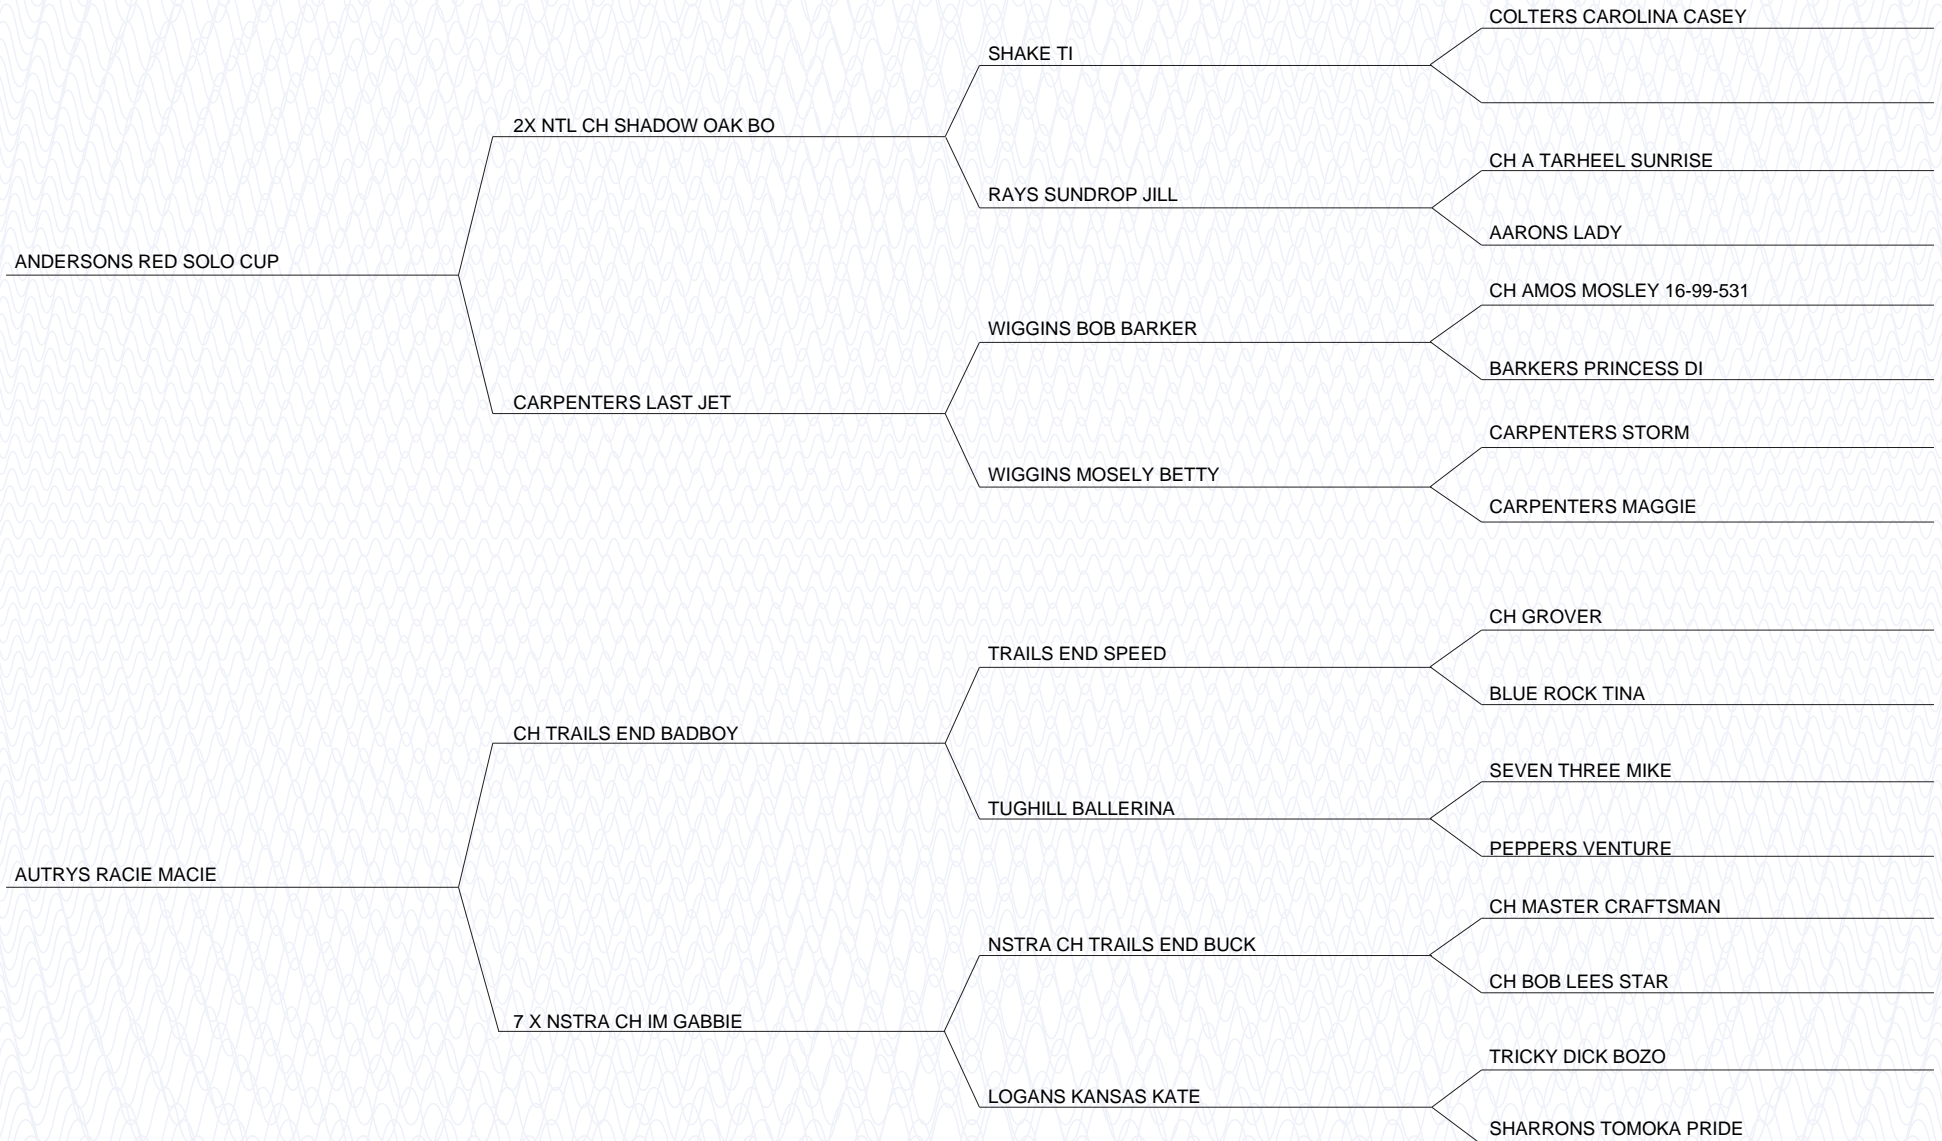 COLTERS CAROLINA CASEY
SHAKE TI
2X NTL CH SHADOW OAK BO
CH A TARHEEL SUNRISE
RAYS SUNDROP JILL
AARONS LADY
ANDERSONS RED SOLO CUP
CH AMOS MOSLEY 16-99-531
WIGGINS BOB BARKER
BARKERS PRINCESS DI
CARPENTERS LAST JET
CARPENTERS STORM
WIGGINS MOSELY BETTY
CARPENTERS MAGGIE
CH GROVER
TRAILS END SPEED
BLUE ROCK TINA
CH TRAILS END BADBOY
SEVEN THREE MIKE
TUGHILL BALLERINA
PEPPERS VENTURE
AUTRYS RACIE MACIE
CH MASTER CRAFTSMAN
NSTRA CH TRAILS END BUCK
CH BOB LEES STAR
7 X NSTRA CH IM GABBIE
TRICKY DICK BOZO
LOGANS KANSAS KATE
SHARRONS TOMOKA PRIDE